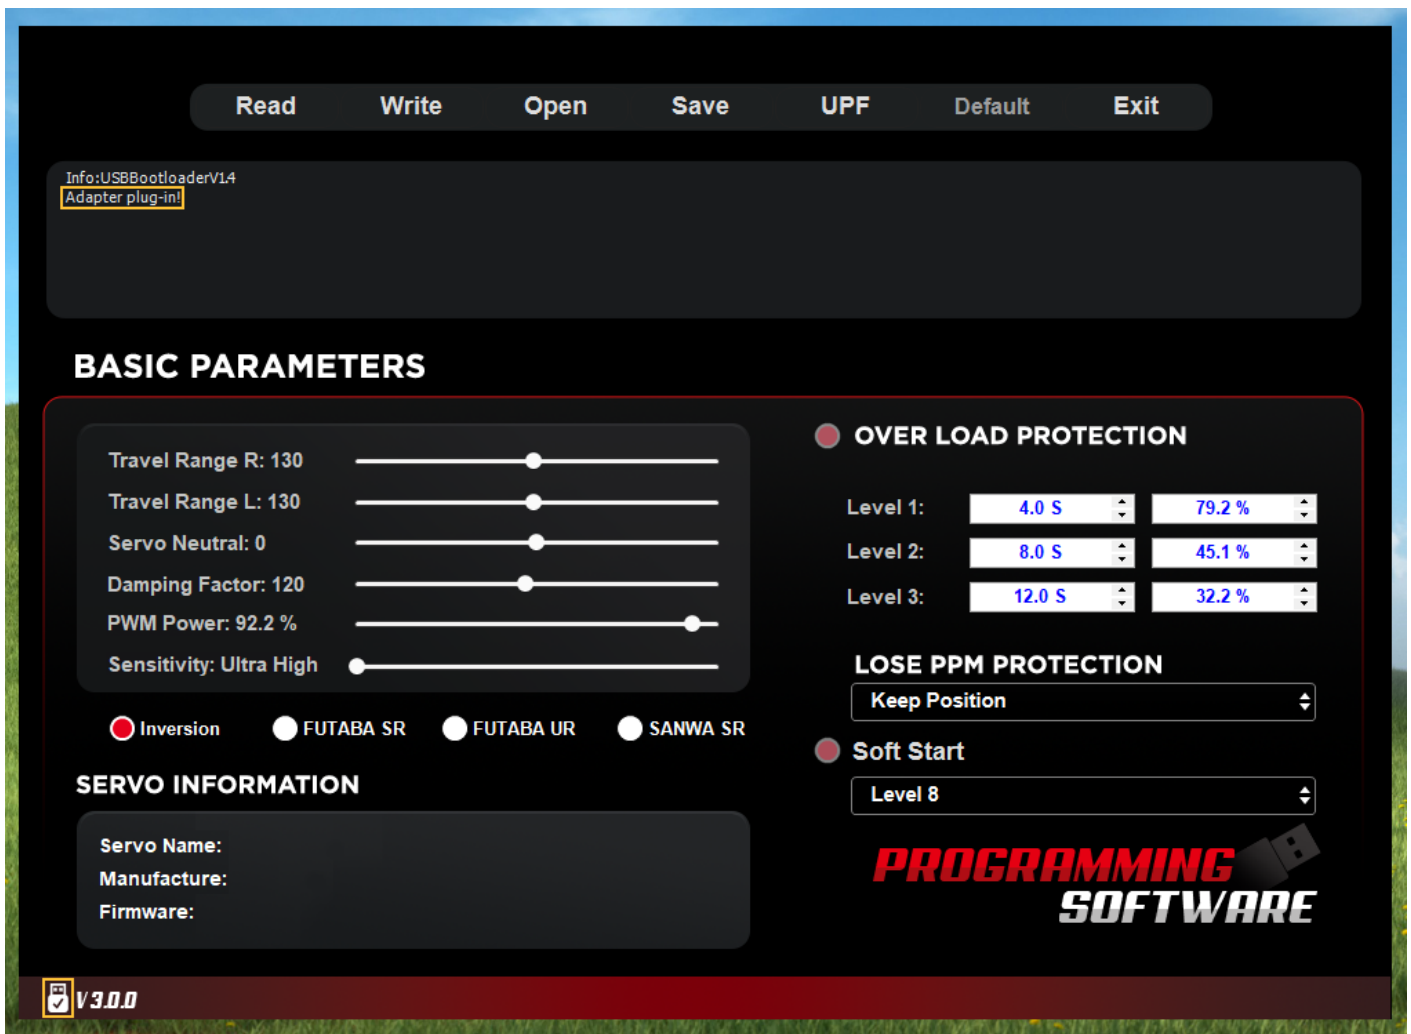 Read Write Open Save UPF Default Exit
Info:USBBootloaderV1.4
Adapter plug-in!
BASIC PARAMETERS
Travel Range R: 130
Travel Range L: 130
Servo Neutral: 0
Damping Factor: 120
PWM Power: 92.2 %
Sensitivity: Ultra High
Inversion FUTABA SR FUTABA UR SANWA SR
SERVO INFORMATION
Servo Name:
Manufacture:
Firmware:
OVER LOAD PROTECTION
Level 1: 4.0 S 79.2 %
Level 2: 8.0 S 45.1 %
Level 3: 12.0 S 32.2 %
LOSE PPM PROTECTION
Keep Position
Soft Start
Level 8
PROGRAMMING
SOFTWARE
V 3.0.0